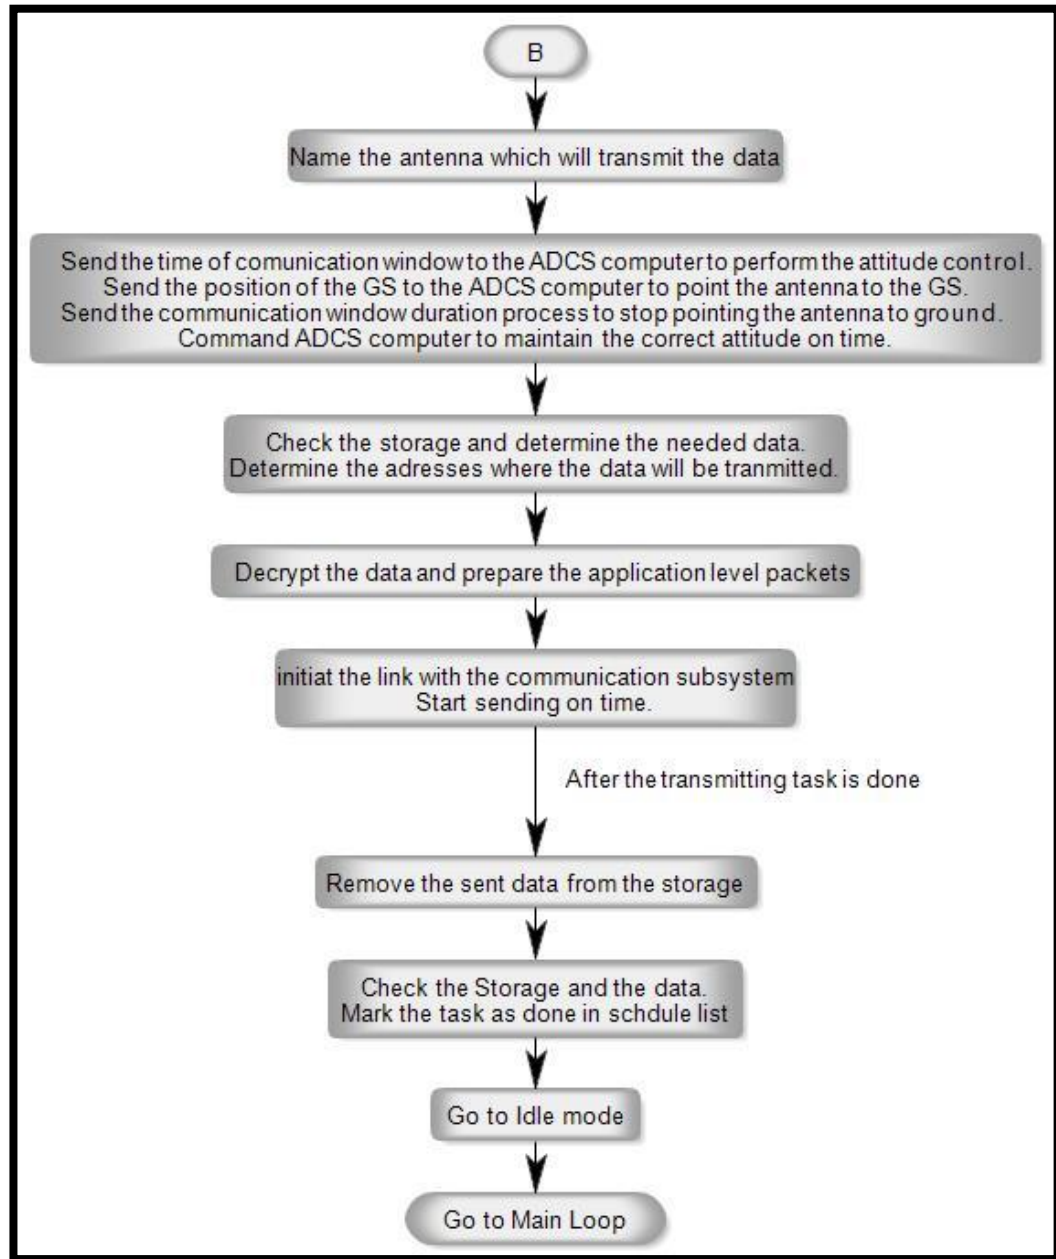 B
Name the antenna which will transmit the data
Send the time of comunication window to the ADCS computer to perform the attitude control.
Send the position of the GS to the ADCS computer to point the antenna to the GS.
Send the communication window duration process to stop pointing the antenna to ground.
Command ADCS computer to maintain the correct attitude on time.
Check the storage and determine the needed data.
Determine the adresses where the data will be tranmitted.
Decrypt the data and prepare the application level packets
initiat the link with the communication subsystem
Start sending on time.
After the transmitting task is done
Remove the sent data from the storage
Check the Storage and the data.
Mark the task as done in schdule list
Go to Idle mode
Go to Main Loop